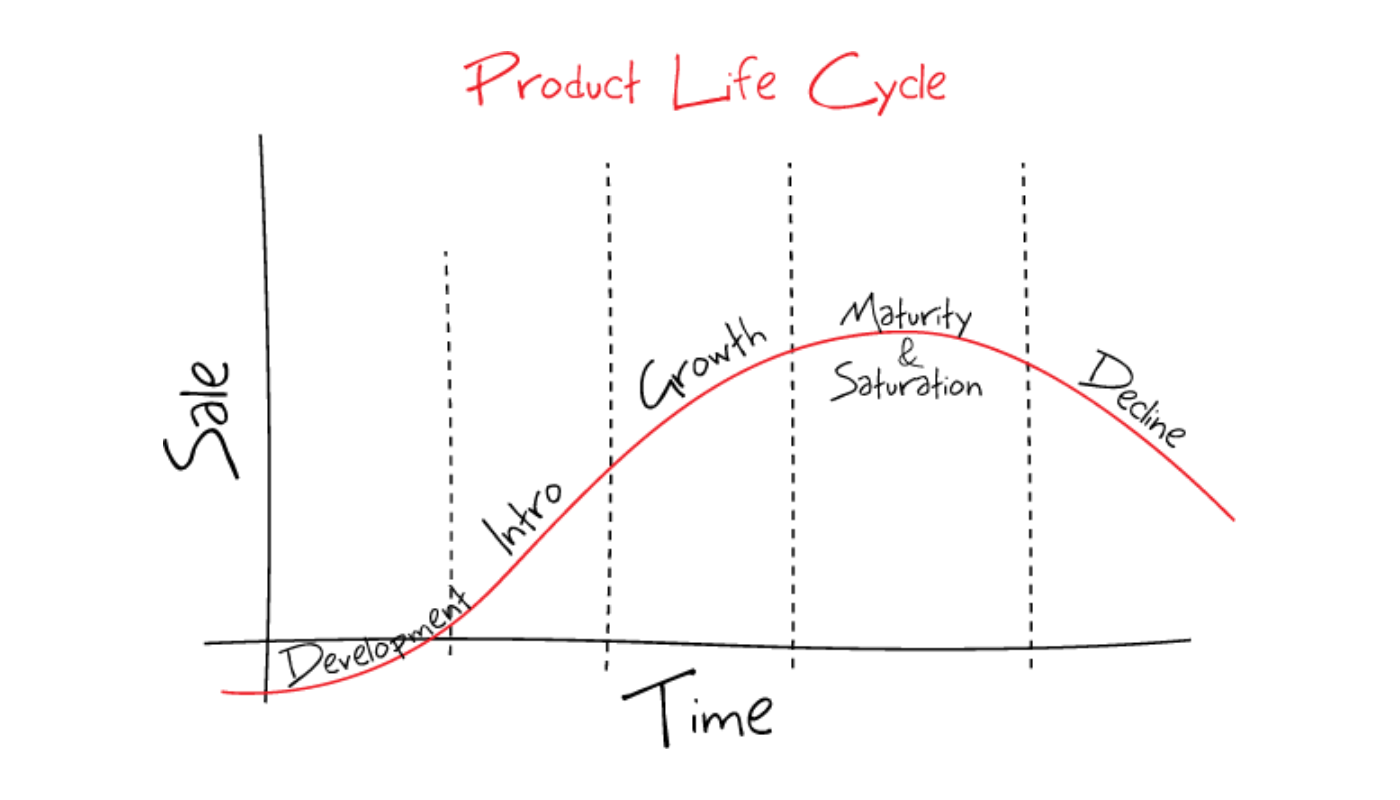 Product Life Cycle
Sale
Development
Intro
Growth
Maturity
&
Saturation
Decline
Time